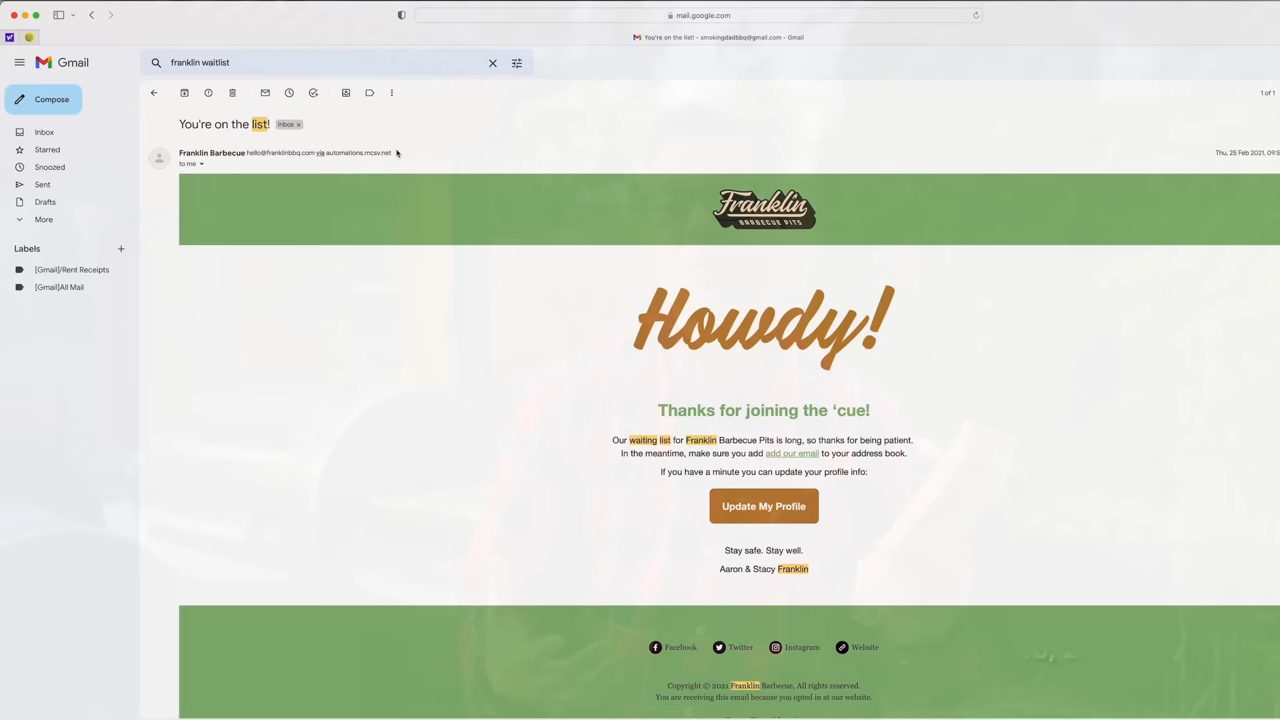 mail.google.com
You're on the list! - smokingdadbbq@gmail.com - Gmail
Gmail
franklin waitlist
Compose
1 of 1
You're on the list!
Inbox ×
Inbox
Starred
Snoozed
Sent
Drafts
More
Franklin Barbecue hello@franklinbbq.com via automations.mcsv.net
Thu, 25 Feb 2021, 09:5
to me
Franklin
BARBECUE PITS
Labels
[Gmail]/Rent Receipts
[Gmail]All Mail
Howdy!
Thanks for joining the ‘cue!
Our waiting list for Franklin Barbecue Pits is long, so thanks for being patient.
In the meantime, make sure you add add our email to your address book.
If you have a minute you can update your profile info:
Update My Profile
Stay safe. Stay well.
Aaron & Stacy Franklin
Facebook Twitter Instagram Website
Copyright © 2021 Franklin Barbecue, All rights reserved.
You are receiving this email because you opted in at our website.